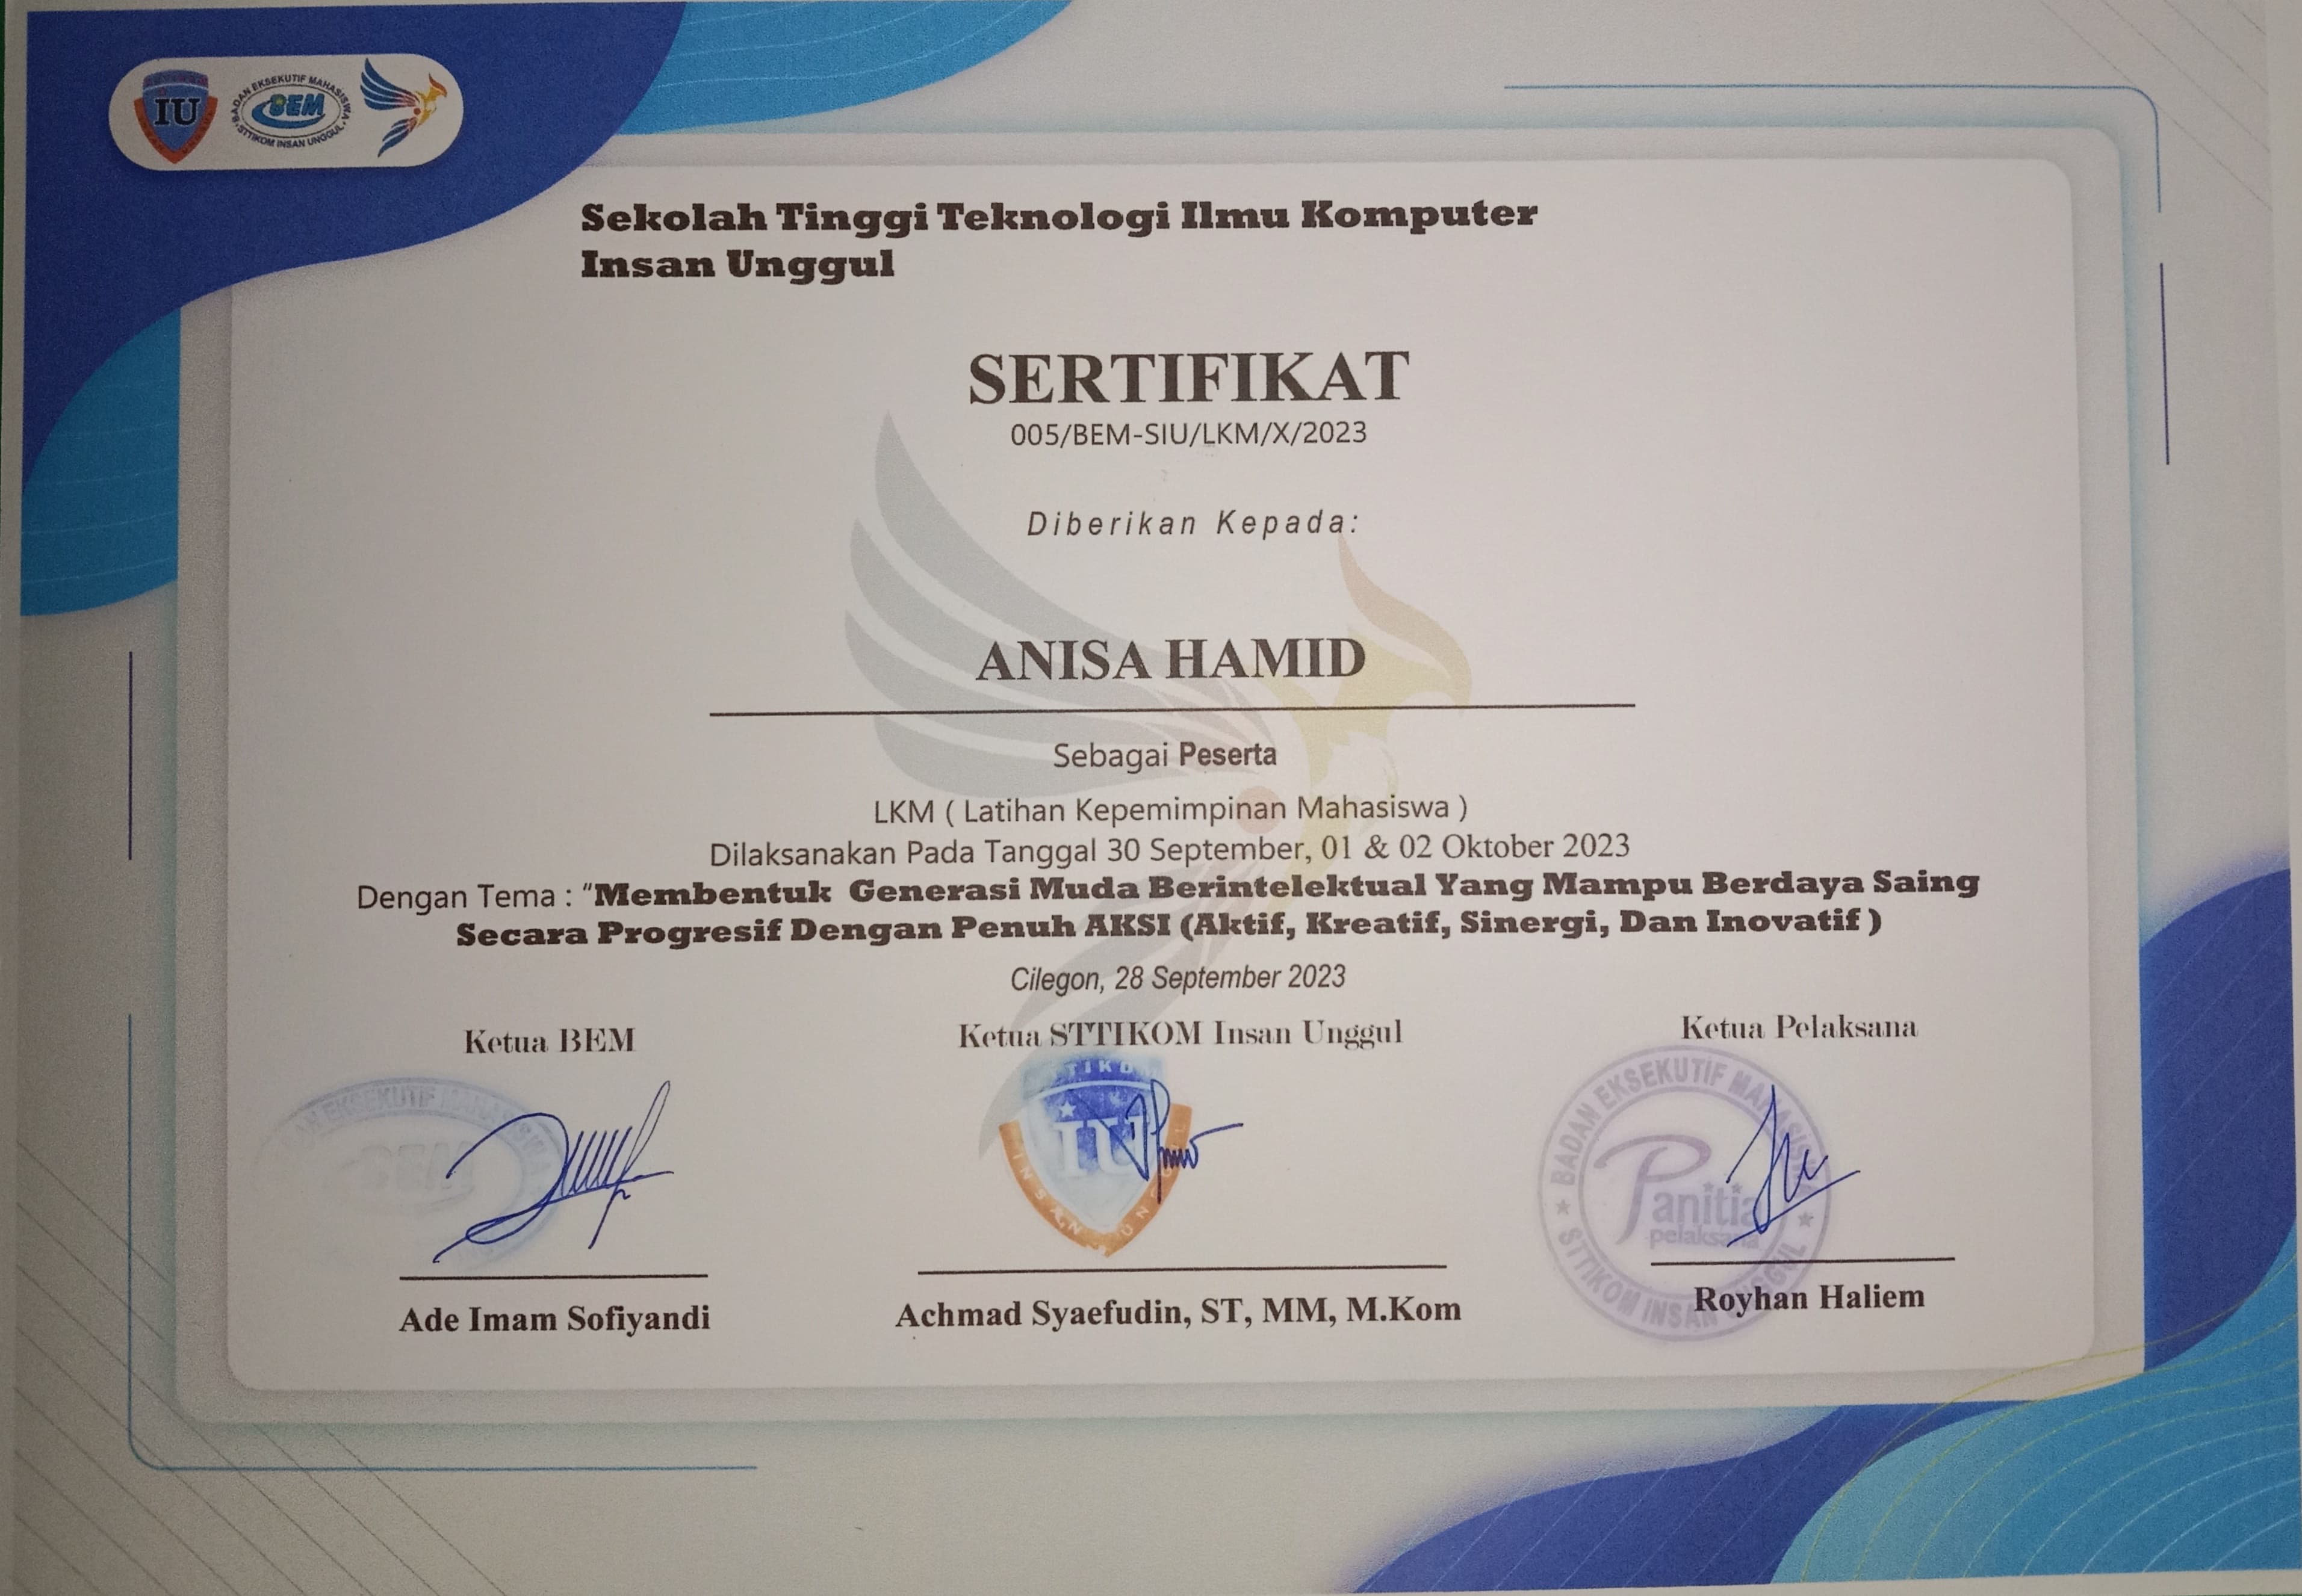 IU
BADAN EKSEKUTIF MAHASISWA
BEM
STTIKOM INSAN UNGGUL
Sekolah Tinggi Teknologi Ilmu Komputer
Insan Unggul
SERTIFIKAT
005/BEM-SIU/LKM/X/2023
Diberikan Kepada:
ANISA HAMID
Sebagai Peserta
LKM ( Latihan Kepemimpinan Mahasiswa )
Dilaksanakan Pada Tanggal 30 September, 01 & 02 Oktober 2023
Dengan Tema : "Membentuk Generasi Muda Berintelektual Yang Mampu Berdaya Saing
Secara Progresif Dengan Penuh AKSI (Aktif, Kreatif, Sinergi, Dan Inovatif )
Cilegon, 28 September 2023
Ketua BEM
Ketua STTIKOM Insan Unggul
Ketua Pelaksana
EKSEKUTIF
BEM
IU
INSAN
BADAN EKSEKUTIF MAHASISWA
Panitia
pelaksana
STTIKOM INSAN UNGGUL
Ade Imam Sofiyandi
Achmad Syaefudin, ST, MM, M.Kom
Royhan Haliem